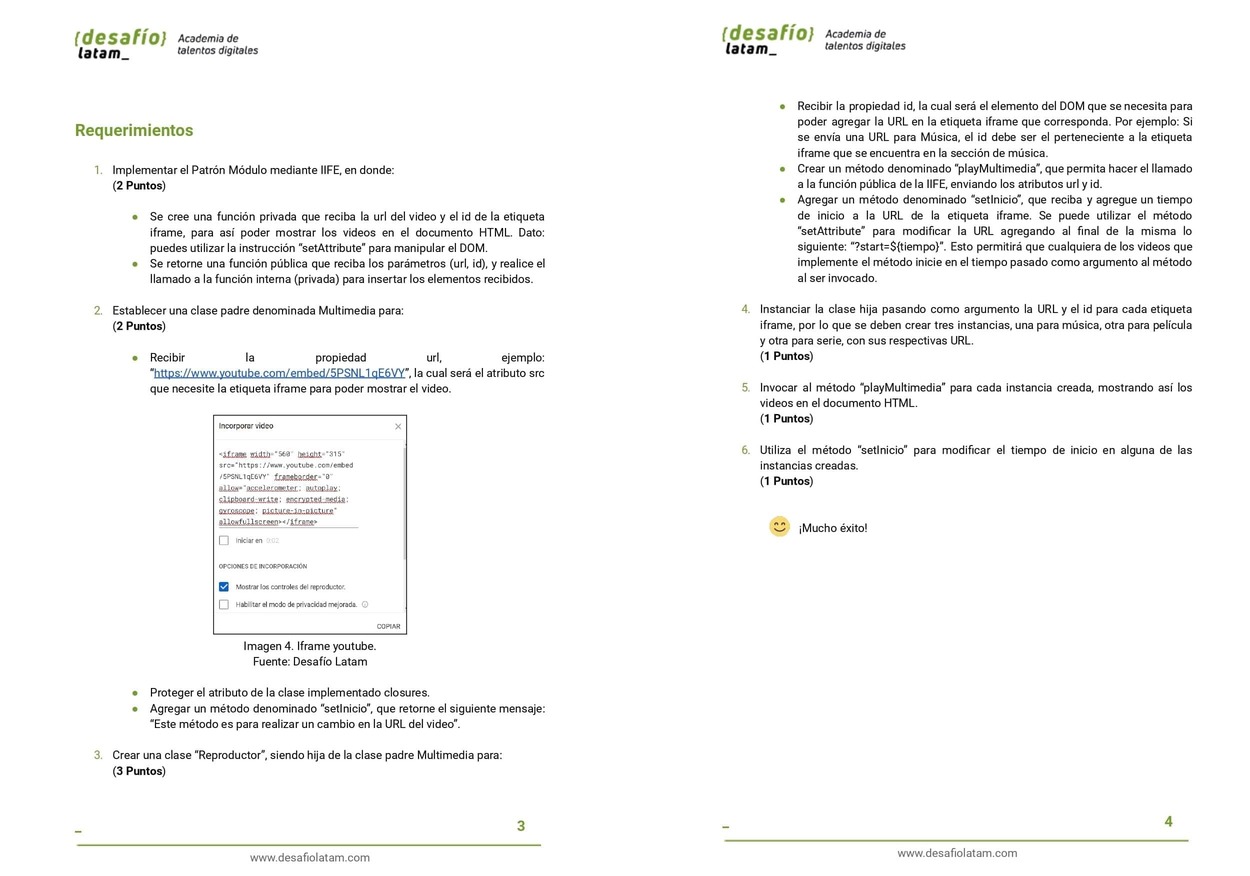 {desafío}
latam_
Academia de
talentos digitales
Requerimientos
1. Implementar el Patrón Módulo mediante IIFE, en donde:
(2 Puntos)
● Se cree una función privada que reciba la url del video y el id de la etiqueta
iframe, para así poder mostrar los videos en el documento HTML. Dato:
puedes utilizar la instrucción “setAttribute” para manipular el DOM.
● Se retorne una función pública que reciba los parámetros (url, id), y realice el
llamado a la función interna (privada) para insertar los elementos recibidos.
2. Establecer una clase padre denominada Multimedia para:
(2 Puntos)
● Recibir la propiedad url, ejemplo:
“https://www.youtube.com/embed/5PSNL1qE6VY”, la cual será el atributo src
que necesite la etiqueta iframe para poder mostrar el video.
Incorporar video
<iframe width="560" height="315"
src="https://www.youtube.com/embed
/5PSNL1qE6VY" frameborder="0"
allow="accelerometer; autoplay;
clipboard-write; encrypted-media;
gyroscope; picture-in-picture"
allowfullscreen></iframe>
Iniciar en 0:02
OPCIONES DE INCORPORACIÓN
Mostrar los controles del reproductor.
Habilitar el modo de privacidad mejorada.
COPIAR
Imagen 4. Iframe youtube.
Fuente: Desafío Latam
● Proteger el atributo de la clase implementado closures.
● Agregar un método denominado “setInicio”, que retorne el siguiente mensaje:
“Este método es para realizar un cambio en la URL del video”.
3. Crear una clase “Reproductor”, siendo hija de la clase padre Multimedia para:
(3 Puntos)
_
3
www.desafiolatam.com
{desafío}
latam_
Academia de
talentos digitales
● Recibir la propiedad id, la cual será el elemento del DOM que se necesita para
poder agregar la URL en la etiqueta iframe que corresponda. Por ejemplo: Si
se envía una URL para Música, el id debe ser el perteneciente a la etiqueta
iframe que se encuentra en la sección de música.
● Crear un método denominado “playMultimedia”, que permita hacer el llamado
a la función pública de la IIFE, enviando los atributos url y id.
● Agregar un método denominado “setInicio”, que reciba y agregue un tiempo
de inicio a la URL de la etiqueta iframe. Se puede utilizar el método
“setAttribute” para modificar la URL agregando al final de la misma lo
siguiente: “?start=${tiempo}”. Esto permitirá que cualquiera de los videos que
implemente el método inicie en el tiempo pasado como argumento al método
al ser invocado.
4. Instanciar la clase hija pasando como argumento la URL y el id para cada etiqueta
iframe, por lo que se deben crear tres instancias, una para música, otra para película
y otra para serie, con sus respectivas URL.
(1 Puntos)
5. Invocar al método “playMultimedia” para cada instancia creada, mostrando así los
videos en el documento HTML.
(1 Puntos)
6. Utiliza el método “setInicio” para modificar el tiempo de inicio en alguna de las
instancias creadas.
(1 Puntos)
¡Mucho éxito!
_
4
www.desafiolatam.com